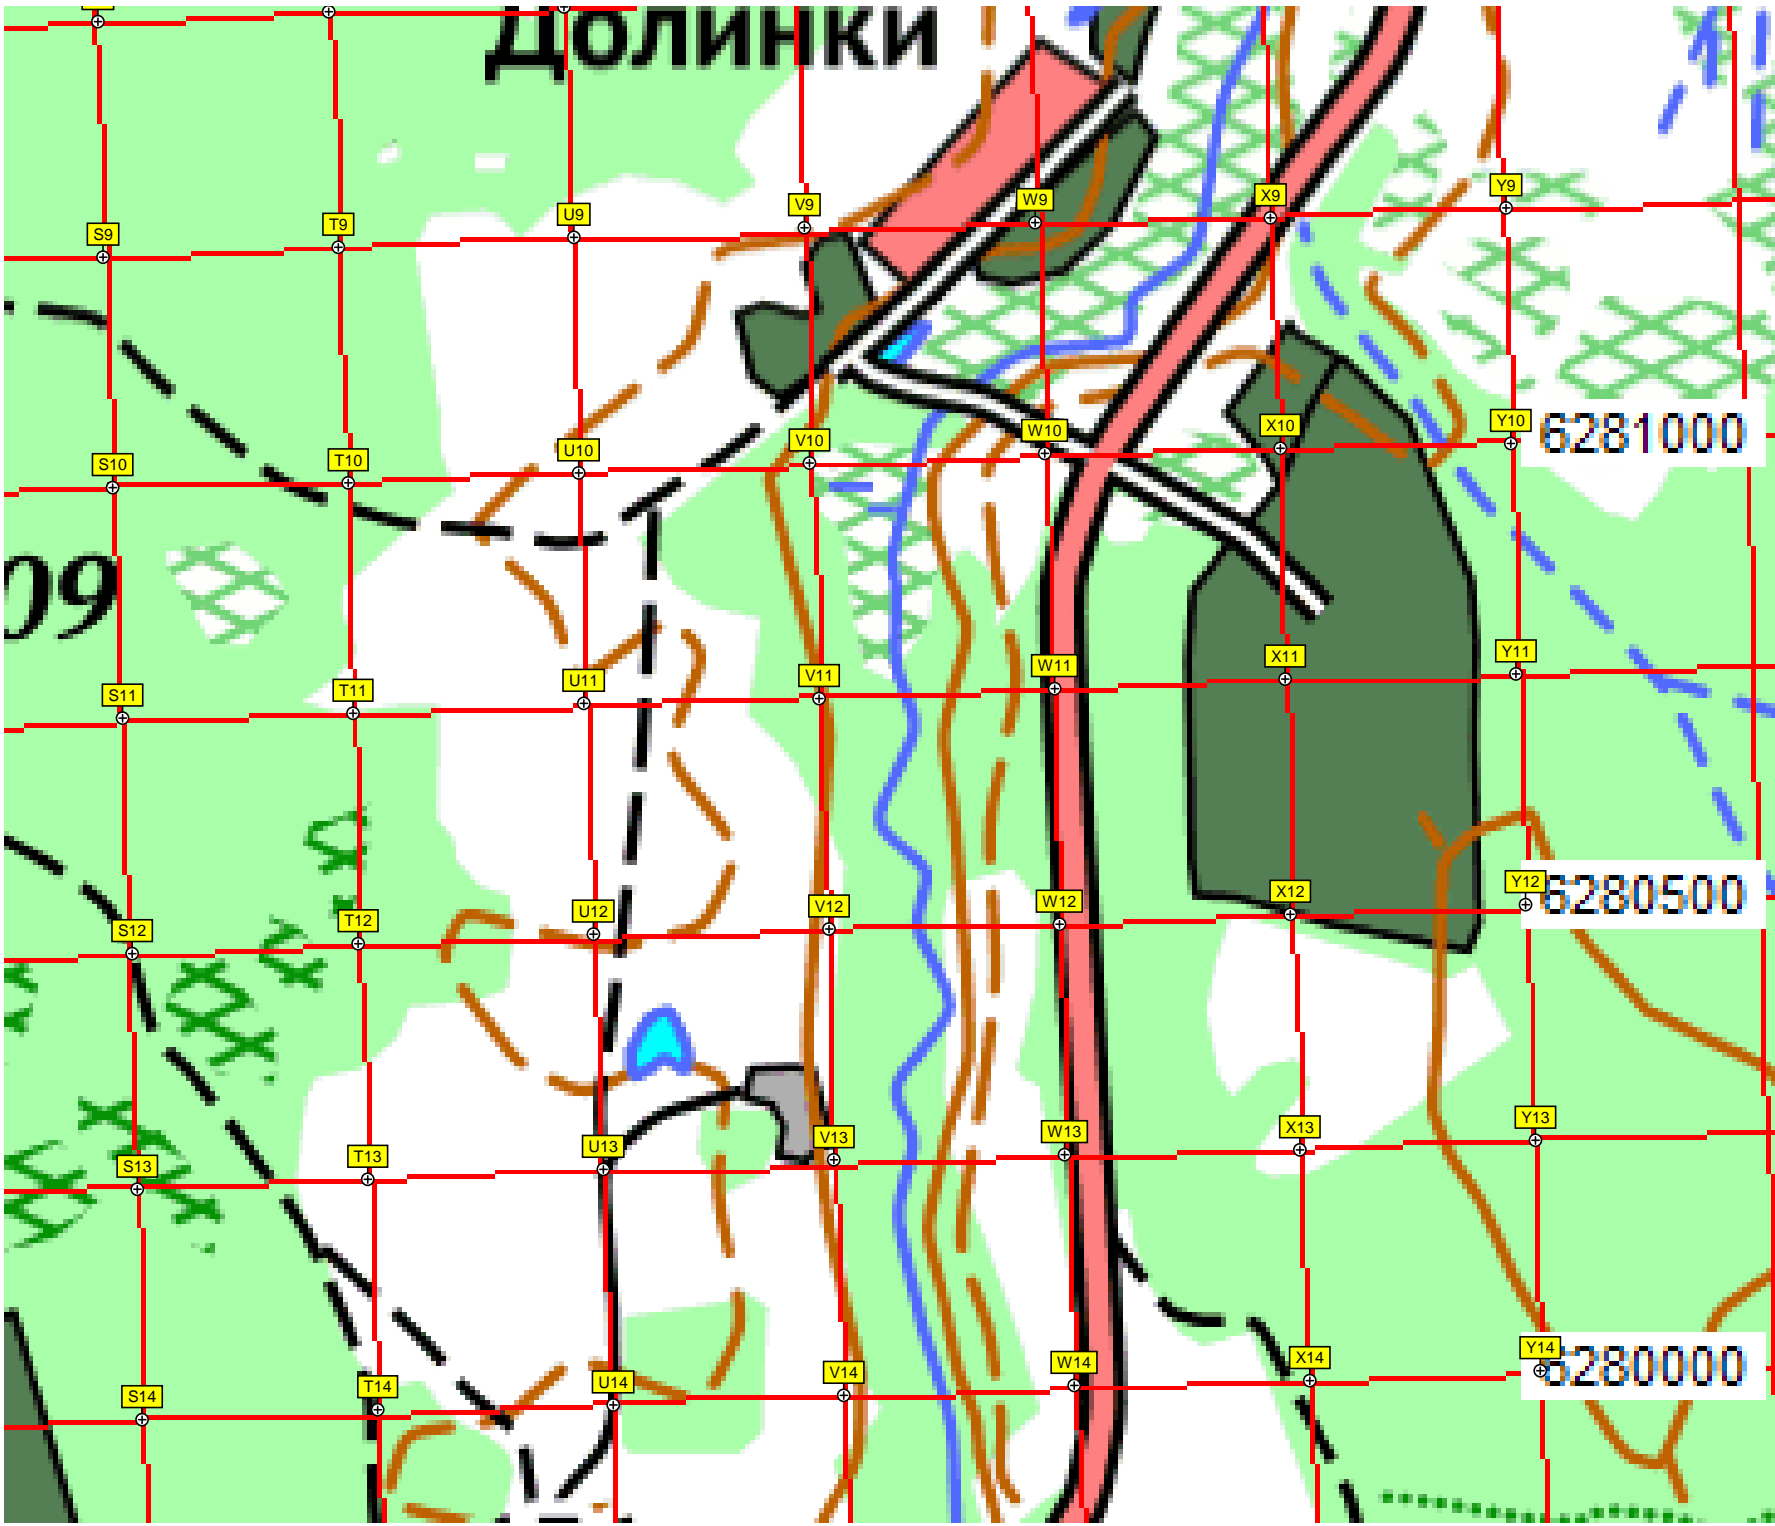 Долинки
S9 T9 U9 V9 W9 X9 Y9
S10 T10 U10 V10 W10 X10 Y10 6281000
09
S11 T11 U11 V11 W11 X11 Y11
S12 T12 U12 V12 W12 X12 Y12 6280500
S13 T13 U13 V13 W13 X13 Y13
S14 T14 U14 V14 W14 X14 Y14 6280000